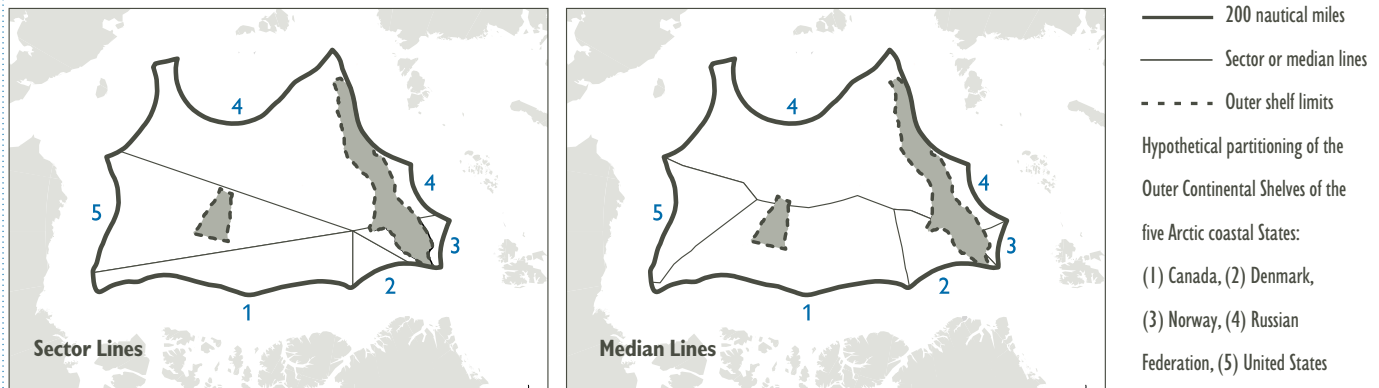 4
4
5
3
2
1
Sector Lines
4
4
5
3
2
1
Median Lines
200 nautical miles
Sector or median lines
Outer shelf limits
Hypothetical partitioning of the
Outer Continental Shelves of the
five Arctic coastal States:
(1) Canada, (2) Denmark,
(3) Norway, (4) Russian
Federation, (5) United States